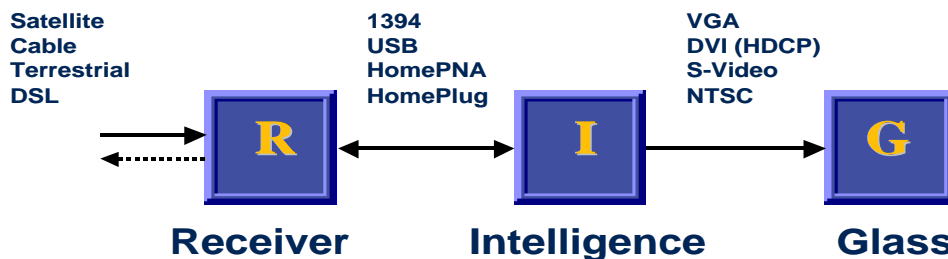 Satellite
Cable
Terrestrial
DSL
1394
USB
HomePNA
HomePlug
VGA
DVI (HDCP)
S-Video
NTSC
R
I
G
Receiver
Intelligence
Glass